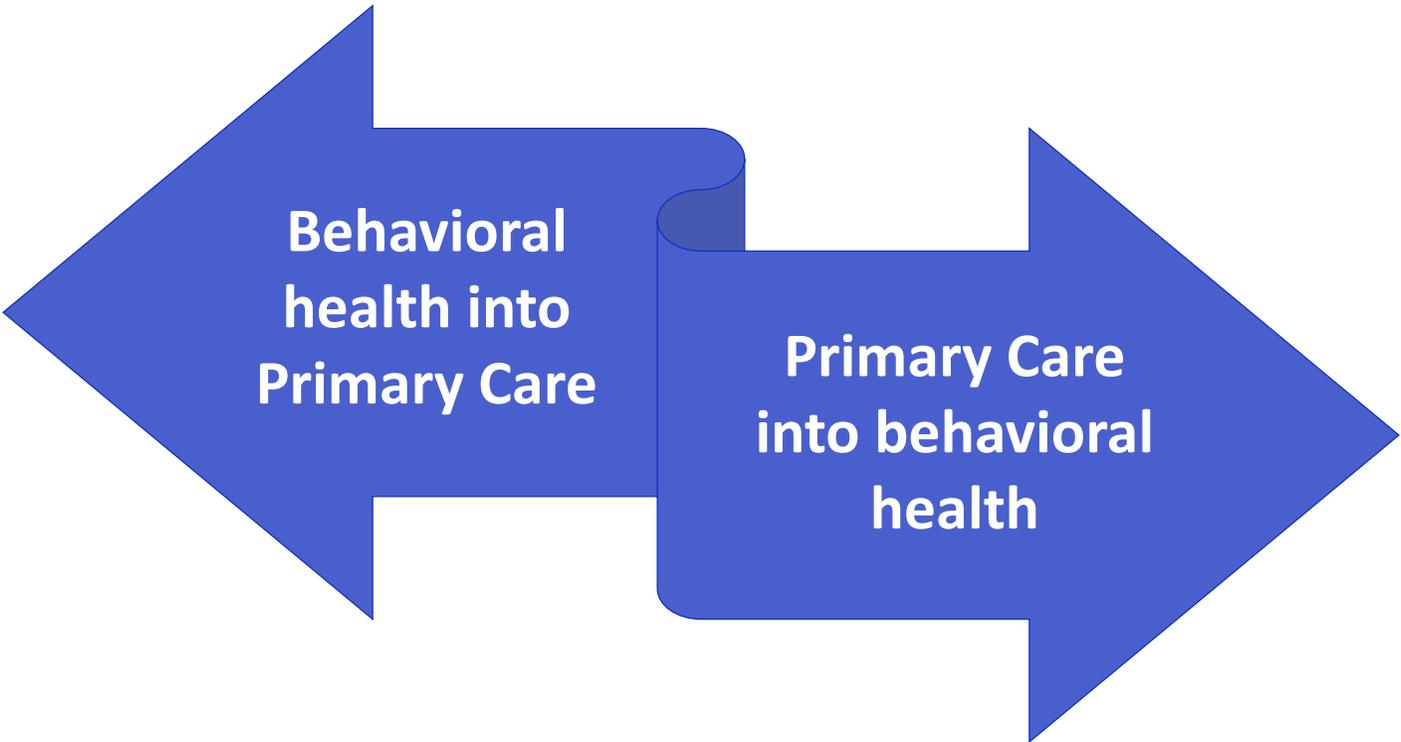 Behavioral
health into
Primary Care
Primary Care
into behavioral
health